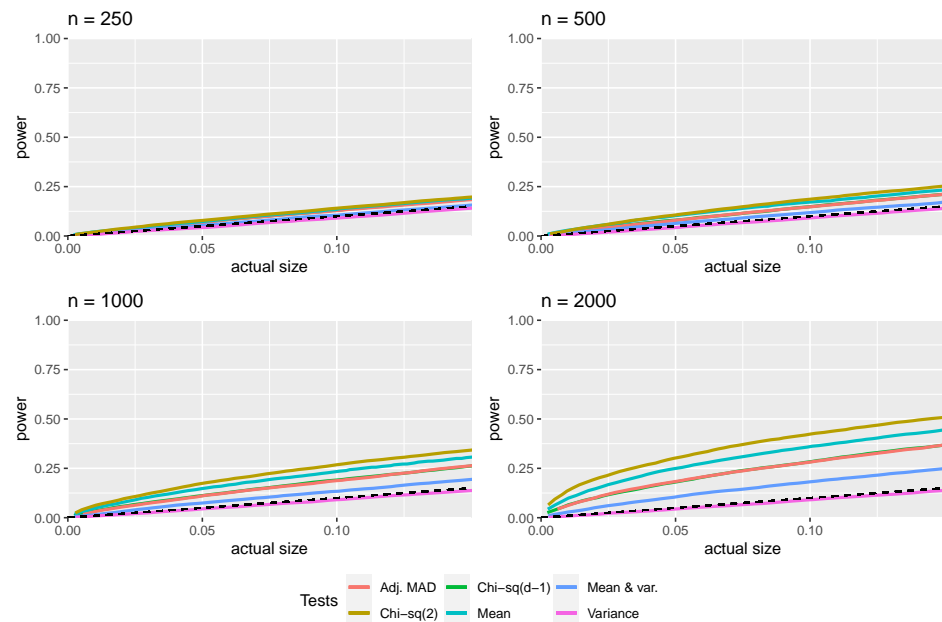 n = 250
n = 500
1.00
0.75
0.50
0.25
0.00
power
0.00
0.05
0.10
actual size
1.00
0.75
0.50
0.25
0.00
power
0.00
0.05
0.10
actual size
n = 1000
n = 2000
1.00
0.75
0.50
0.25
0.00
power
0.00
0.05
0.10
actual size
1.00
0.75
0.50
0.25
0.00
power
0.00
0.05
0.10
actual size
Tests
Adj. MAD
Chi−sq(d−1)
Mean & var.
Chi−sq(2)
Mean
Variance